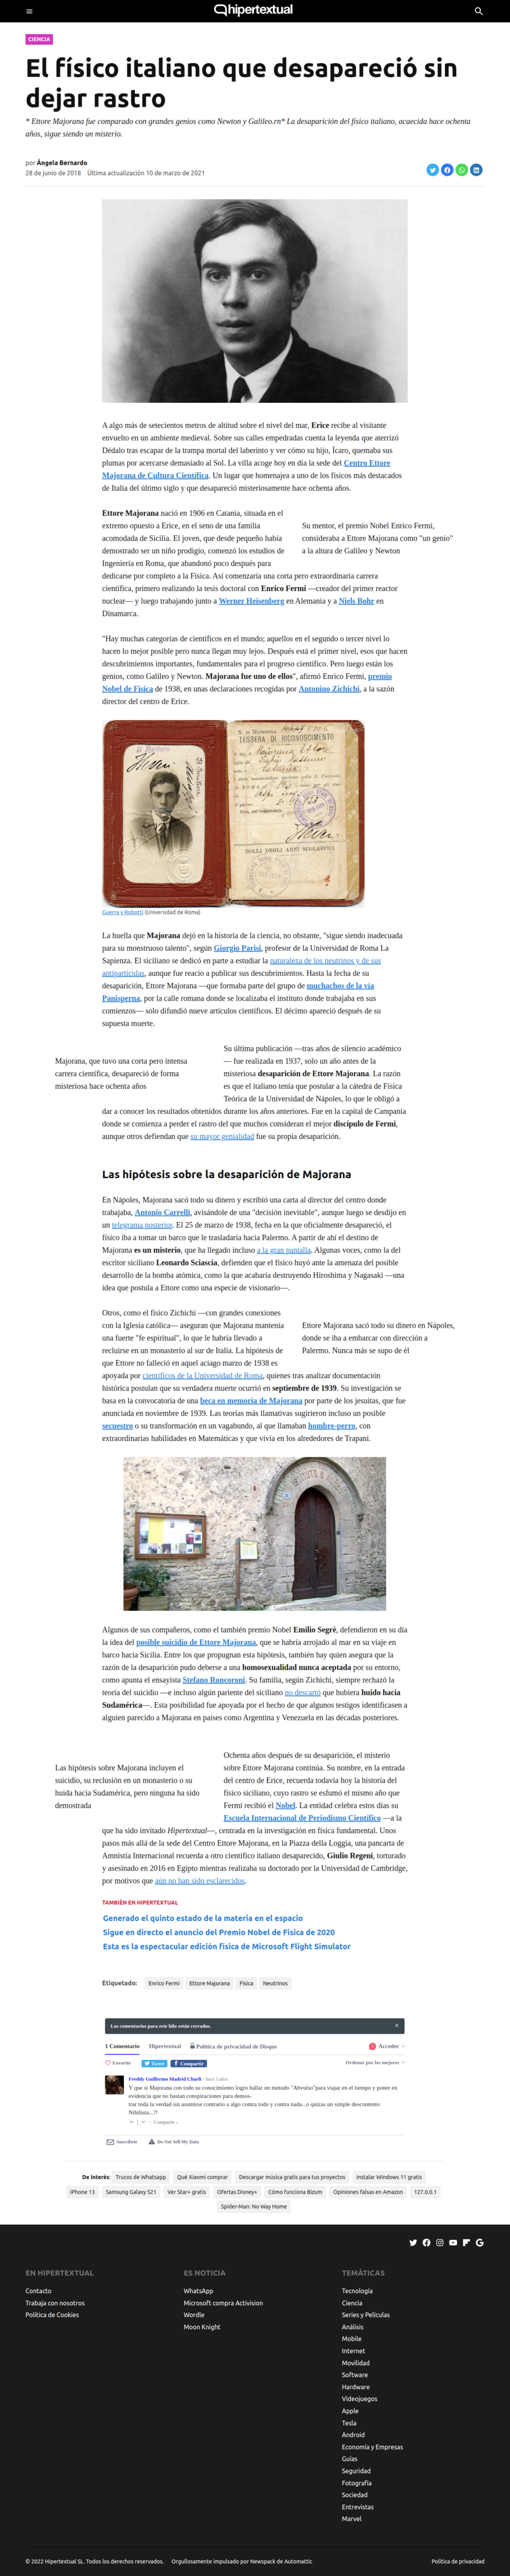 hipertextual
CIENCIA
El físico italiano que desapareció sin
dejar rastro
* Ettore Majorana fue comparado con grandes genios como Newton y Galileo.rn* La desaparición del físico italiano, acaecida hace ochenta
años, sigue siendo un misterio.
por Ángela Bernardo
28 de junio de 2018 Última actualización 10 de marzo de 2021
A algo más de setecientos metros de altitud sobre el nivel del mar, Erice recibe al visitante
envuelto en un ambiente medieval. Sobre sus calles empedradas cuenta la leyenda que aterrizó
Dédalo tras escapar de la trampa mortal del laberinto y ver cómo su hijo, Ícaro, quemaba sus
plumas por acercarse demasiado al Sol. La villa acoge hoy en día la sede del Centro Ettore
Majorana de Cultura Científica. Un lugar que homenajea a uno de los físicos más destacados
de Italia del último siglo y que desapareció misteriosamente hace ochenta años.
Ettore Majorana nació en 1906 en Catania, situada en el
extremo opuesto a Erice, en el seno de una familia
acomodada de Sicilia. El joven, que desde pequeño había
demostrado ser un niño prodigio, comenzó los estudios de
Ingeniería en Roma, que abandonó poco después para
Su mentor, el premio Nobel Enrico Fermi,
consideraba a Ettore Majorana como "un genio"
a la altura de Galileo y Newton
dedicarse por completo a la Física. Así comenzaría una corta pero extraordinaria carrera
científica, primero realizando la tesis doctoral con Enrico Fermi —creador del primer reactor
nuclear— y luego trabajando junto a Werner Heisenberg en Alemania y a Niels Bohr en
Dinamarca.
"Hay muchas categorías de científicos en el mundo; aquellos en el segundo o tercer nivel lo
hacen lo mejor posible pero nunca llegan muy lejos. Después está el primer nivel, esos que hacen
descubrimientos importantes, fundamentales para el progreso científico. Pero luego están los
genios, como Galileo y Newton. Majorana fue uno de ellos", afirmó Enrico Fermi, premio
Nobel de Física de 1938, en unas declaraciones recogidas por Antonino Zichichi, a la sazón
director del centro de Erice.
TESSERA DI RICONOSCIMENTO
Guerra y Robotti (Universidad de Roma)
La huella que Majorana dejó en la historia de la ciencia, no obstante, "sigue siendo inadecuada
para su monstruoso talento", según Giorgio Parisi, profesor de la Universidad de Roma La
Sapienza. El siciliano se dedicó en parte a estudiar la naturaleza de los neutrinos y de sus
antipartículas, aunque fue reacio a publicar sus descubrimientos. Hasta la fecha de su
desaparición, Ettore Majorana —que formaba parte del grupo de muchachos de la vía
Panisperna, por la calle romana donde se localizaba el instituto donde trabajaba en sus
comienzos— solo difundió nueve artículos científicos. El décimo apareció después de su
supuesta muerte.
Majorana, que tuvo una corta pero intensa
carrera científica, desapareció de forma
misteriosa hace ochenta años
Su última publicación —tras años de silencio académico
— fue realizada en 1937, solo un año antes de la
misteriosa desaparición de Ettore Majorana. La razón
es que el italiano tenía que postular a la cátedra de Física
Teórica de la Universidad de Nápoles, lo que le obligó a
dar a conocer los resultados obtenidos durante los años anteriores. Fue en la capital de Campania
donde se comienza a perder el rastro del que muchos consideran el mejor discípulo de Fermi,
aunque otros defiendan que su mayor genialidad fue su propia desaparición.
Las hipótesis sobre la desaparición de Majorana
En Nápoles, Majorana sacó todo su dinero y escribió una carta al director del centro donde
trabajaba, Antonio Carrelli, avisándole de una "decisión inevitable", aunque luego se desdijo en
un telegrama posterior. El 25 de marzo de 1938, fecha en la que oficialmente desapareció, el
físico iba a tomar un barco que le trasladaría hacia Palermo. A partir de ahí el destino de
Majorana es un misterio, que ha llegado incluso a la gran pantalla. Algunas voces, como la del
escritor siciliano Leonardo Sciascia, defienden que el físico huyó ante la amenaza del posible
desarrollo de la bomba atómica, como la que acabaría destruyendo Hiroshima y Nagasaki —una
idea que postula a Ettore como una especie de visionario—.
Otros, como el físico Zichichi —con grandes conexiones
con la Iglesia católica— aseguran que Majorana mantenía
una fuerte "fe espiritual", lo que le habría llevado a
recluirse en un monasterio al sur de Italia. La hipótesis de
que Ettore no falleció en aquel aciago marzo de 1938 es
Ettore Majorana sacó todo su dinero en Nápoles,
donde se iba a embarcar con dirección a
Palermo. Nunca más se supo de él
apoyada por científicos de la Universidad de Roma, quienes tras analizar documentación
histórica postulan que su verdadera muerte ocurrió en septiembre de 1939. Su investigación se
basa en la convocatoria de una beca en memoria de Majorana por parte de los jesuitas, que fue
anunciada en noviembre de 1939. Las teorías más llamativas sugirieron incluso un posible
secuestro o su transformación en un vagabundo, al que llamaban hombre-perro, con
extraordinarias habilidades en Matemáticas y que vivía en los alrededores de Trapani.
Algunos de sus compañeros, como el también premio Nobel Emilio Segrè, defendieron en su día
la idea del posible suicidio de Ettore Majorana, que se habría arrojado al mar en su viaje en
barco hacia Sicilia. Entre los que propugnan esta hipótesis, también hay quien asegura que la
razón de la desaparición pudo deberse a una homosexualidad nunca aceptada por su entorno,
como apunta el ensayista Stefano Roncoroni. Su familia, según Zichichi, siempre rechazó la
teoría del suicidio —e incluso algún pariente del siciliano no descartó que hubiera huido hacia
Sudamérica—. Esta posibilidad fue apoyada por el hecho de que algunos testigos identificasen a
alguien parecido a Majorana en países como Argentina y Venezuela en las décadas posteriores.
Las hipótesis sobre Majorana incluyen el
suicidio, su reclusión en un monasterio o su
huida hacia Sudamérica, pero ninguna ha sido
demostrada
Ochenta años después de su desaparición, el misterio
sobre Ettore Majorana continúa. Su nombre, en la entrada
del centro de Erice, recuerda todavía hoy la historia del
físico siciliano, cuyo rastro se esfumó el mismo año que
Fermi recibió el Nobel. La entidad celebra estos días su
Escuela Internacional de Periodismo Científico —a la
que ha sido invitado Hipertextual—, centrada en la investigación en física fundamental. Unos
pasos más allá de la sede del Centro Ettore Majorana, en la Piazza della Loggia, una pancarta de
Amnistía Internacional recuerda a otro científico italiano desaparecido, Giulio Regeni, torturado
y asesinado en 2016 en Egipto mientras realizaba su doctorado por la Universidad de Cambridge,
por motivos que aún no han sido esclarecidos.
TAMBIÉN EN HIPERTEXTUAL
Generado el quinto estado de la materia en el espacio
Sigue en directo el anuncio del Premio Nobel de Física de 2020
Esta es la espectacular edición física de Microsoft Flight Simulator
Etiquetado: Enrico Fermi Ettore Majorana Física Neutrinos
Los comentarios para este hilo están cerrados. ×
1 Comentario Hipertextual Política de privacidad de Disqus Acceder
Favorito Tweet Compartir Ordenar por los mejores
Freddy Guillermo Madrid Charli · hace 3 años
Y que si Majorana con todo su conocimiento logro hallar un metodo "Ahvulso"para viajar en el tiempo y poner en
evidencia que no bastan conspiraciones para demos-
trar toda la verdad o algo asi como creo contra algo todo y contra nada...o quizas un simple descontento
Nihilista...?!
Compartir ›
Suscríbete Do Not Sell My Data
De interés: Trucos de Whatsapp Qué Xiaomi comprar Descargar música gratis para tus proyectos Instalar Windows 11 gratis
iPhone 13 Samsung Galaxy S21 Ver Star+ gratis Ofertas Disney+ Cómo funciona Bizum Opiniones falsas en Amazon 127.0.0.1
Spider-Man: No Way Home
EN HIPERTEXTUAL
Contacto
Trabaja con nosotros
Política de Cookies
ES NOTICIA
WhatsApp
Microsoft compra Activision
Wordle
Moon Knight
TEMÁTICAS
Tecnología
Ciencia
Series y Películas
Análisis
Mobile
Internet
Movilidad
Software
Hardware
Videojuegos
Apple
Tesla
Android
Economía y Empresas
Guías
Seguridad
Fotografía
Sociedad
Entrevistas
Marvel
© 2022 Hipertextual SL. Todos los derechos reservados. Orgullosamente impulsado por Newspack de Automattic Política de privacidad